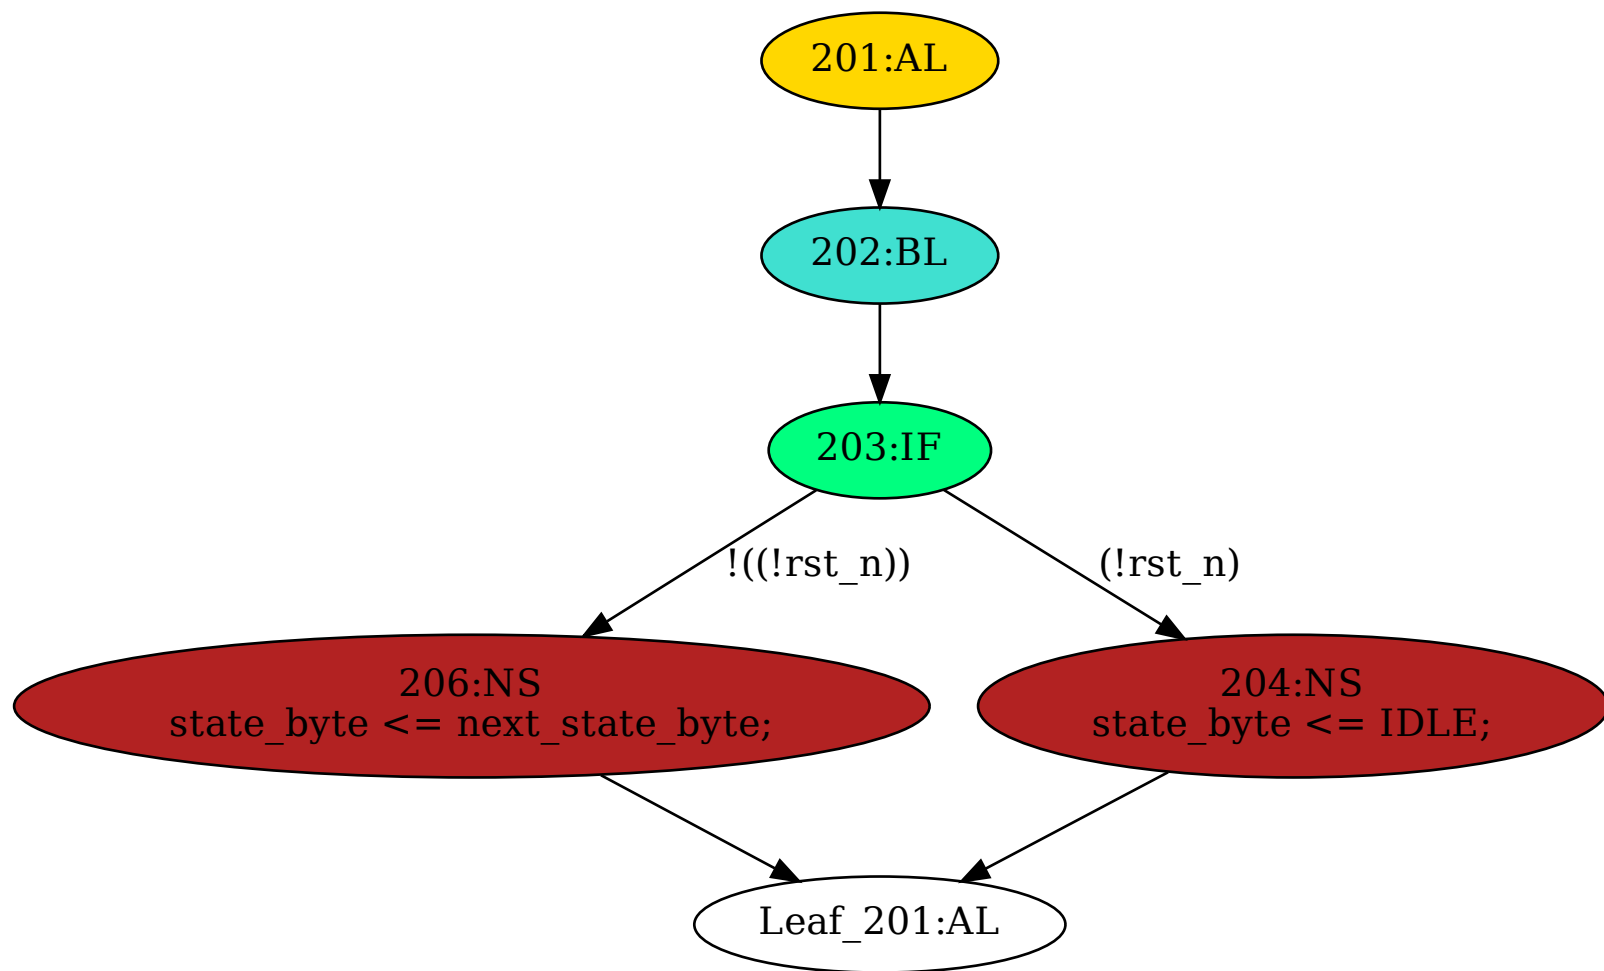 201:AL
202:BL
203:IF
!((!rst_n))
(!rst_n)
206:NS
state_byte <= next_state_byte;
204:NS
state_byte <= IDLE;
Leaf_201:AL